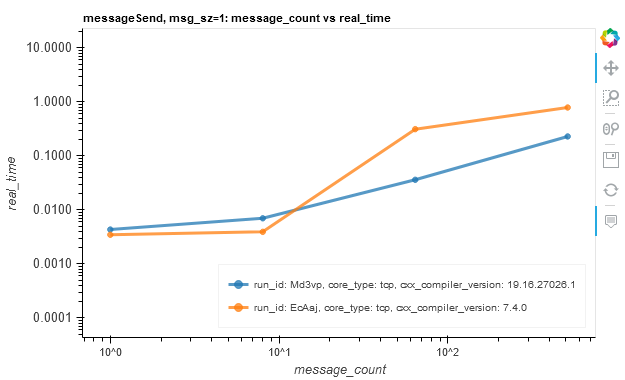 messageSend, msg_sz=1: message_count vs real_time
10.0000
1.0000
0.1000
0.0100
0.0010
0.0001
real_time
run_id: Md3vp, core_type: tcp, cxx_compiler_version: 19.16.27026.1
run_id: EcAaj, core_type: tcp, cxx_compiler_version: 7.4.0
10^0
10^1
10^2
message_count